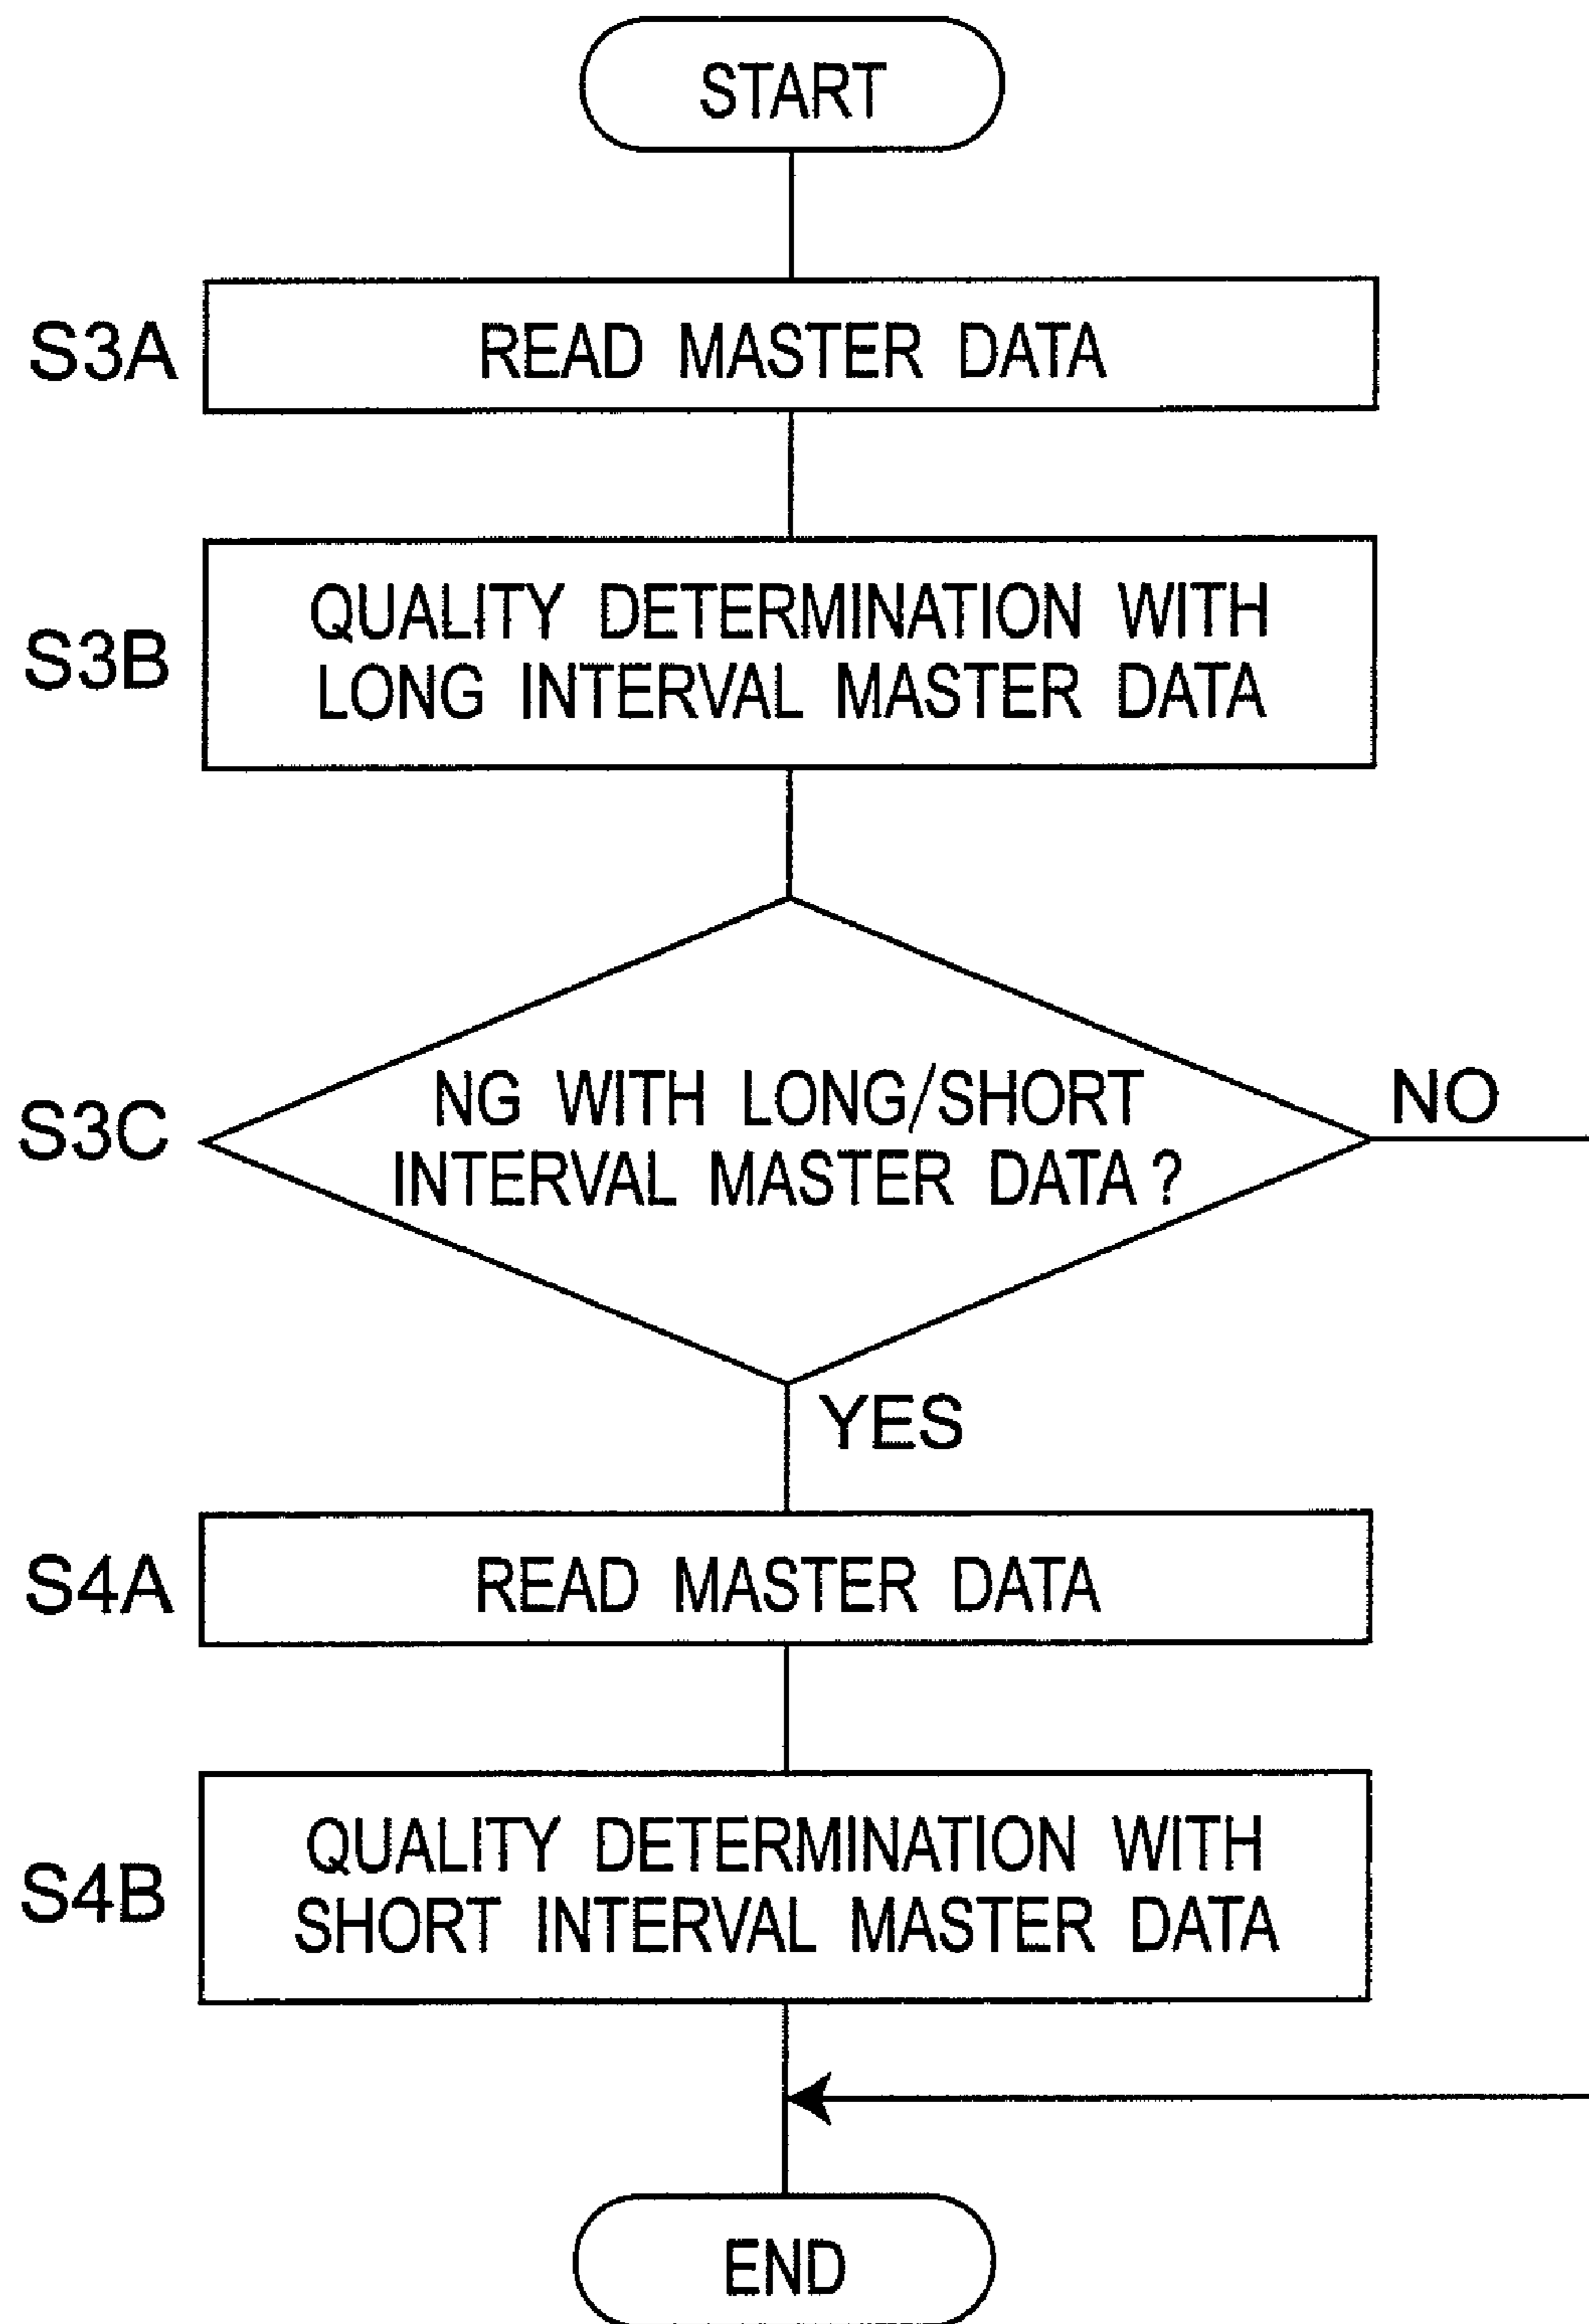 START
S3A
READ MASTER DATA
S3B
QUALITY DETERMINATION WITH
LONG INTERVAL MASTER DATA
S3C
NG WITH LONG/SHORT
INTERVAL MASTER DATA?
NO
YES
S4A
READ MASTER DATA
S4B
QUALITY DETERMINATION WITH
SHORT INTERVAL MASTER DATA
END